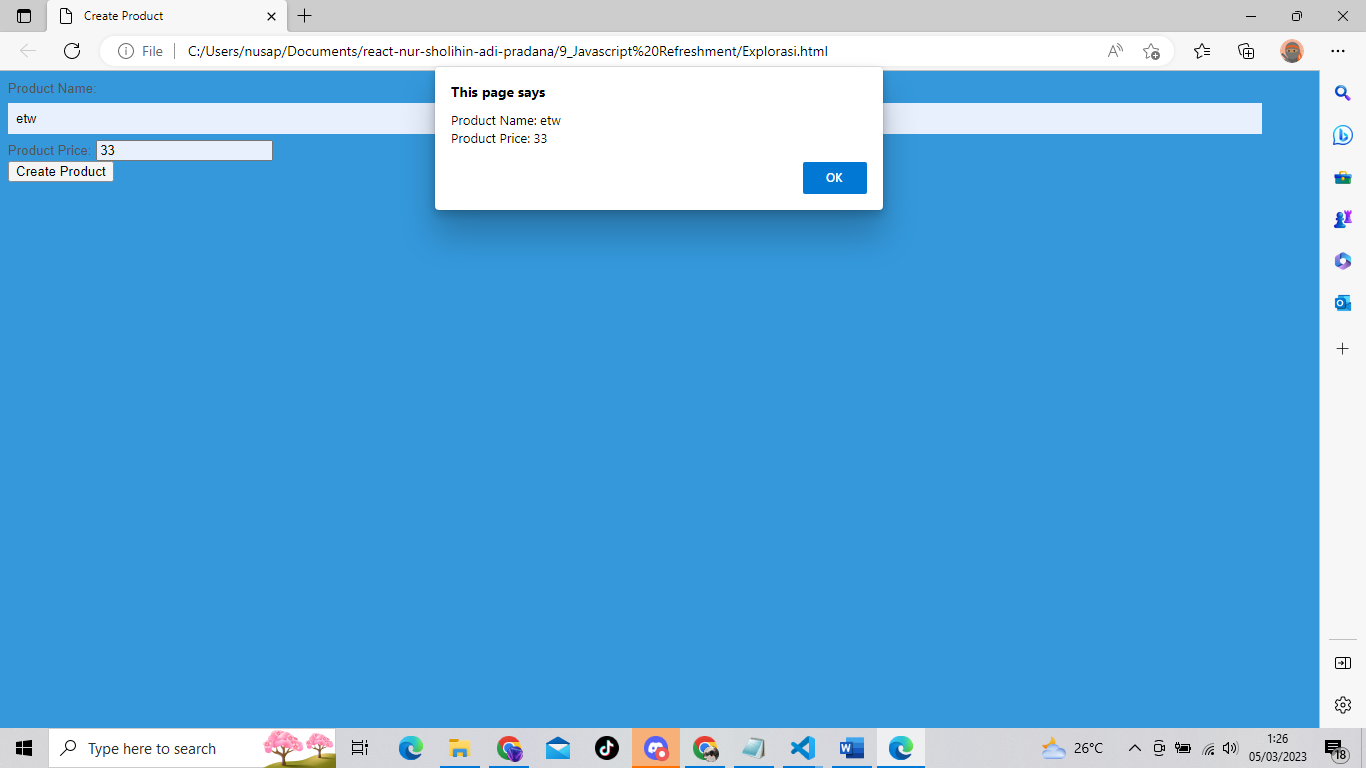 Create Product
File
C:/Users/nusap/Documents/react-nur-sholihin-adi-pradana/9_Javascript%20Refreshment/Explorasi.html
This page says
Product Name: etw
Product Price: 33
OK
Product Name:
etw
Product Price: 33
Create Product
Type here to search
26°C
1:26
05/03/2023
18